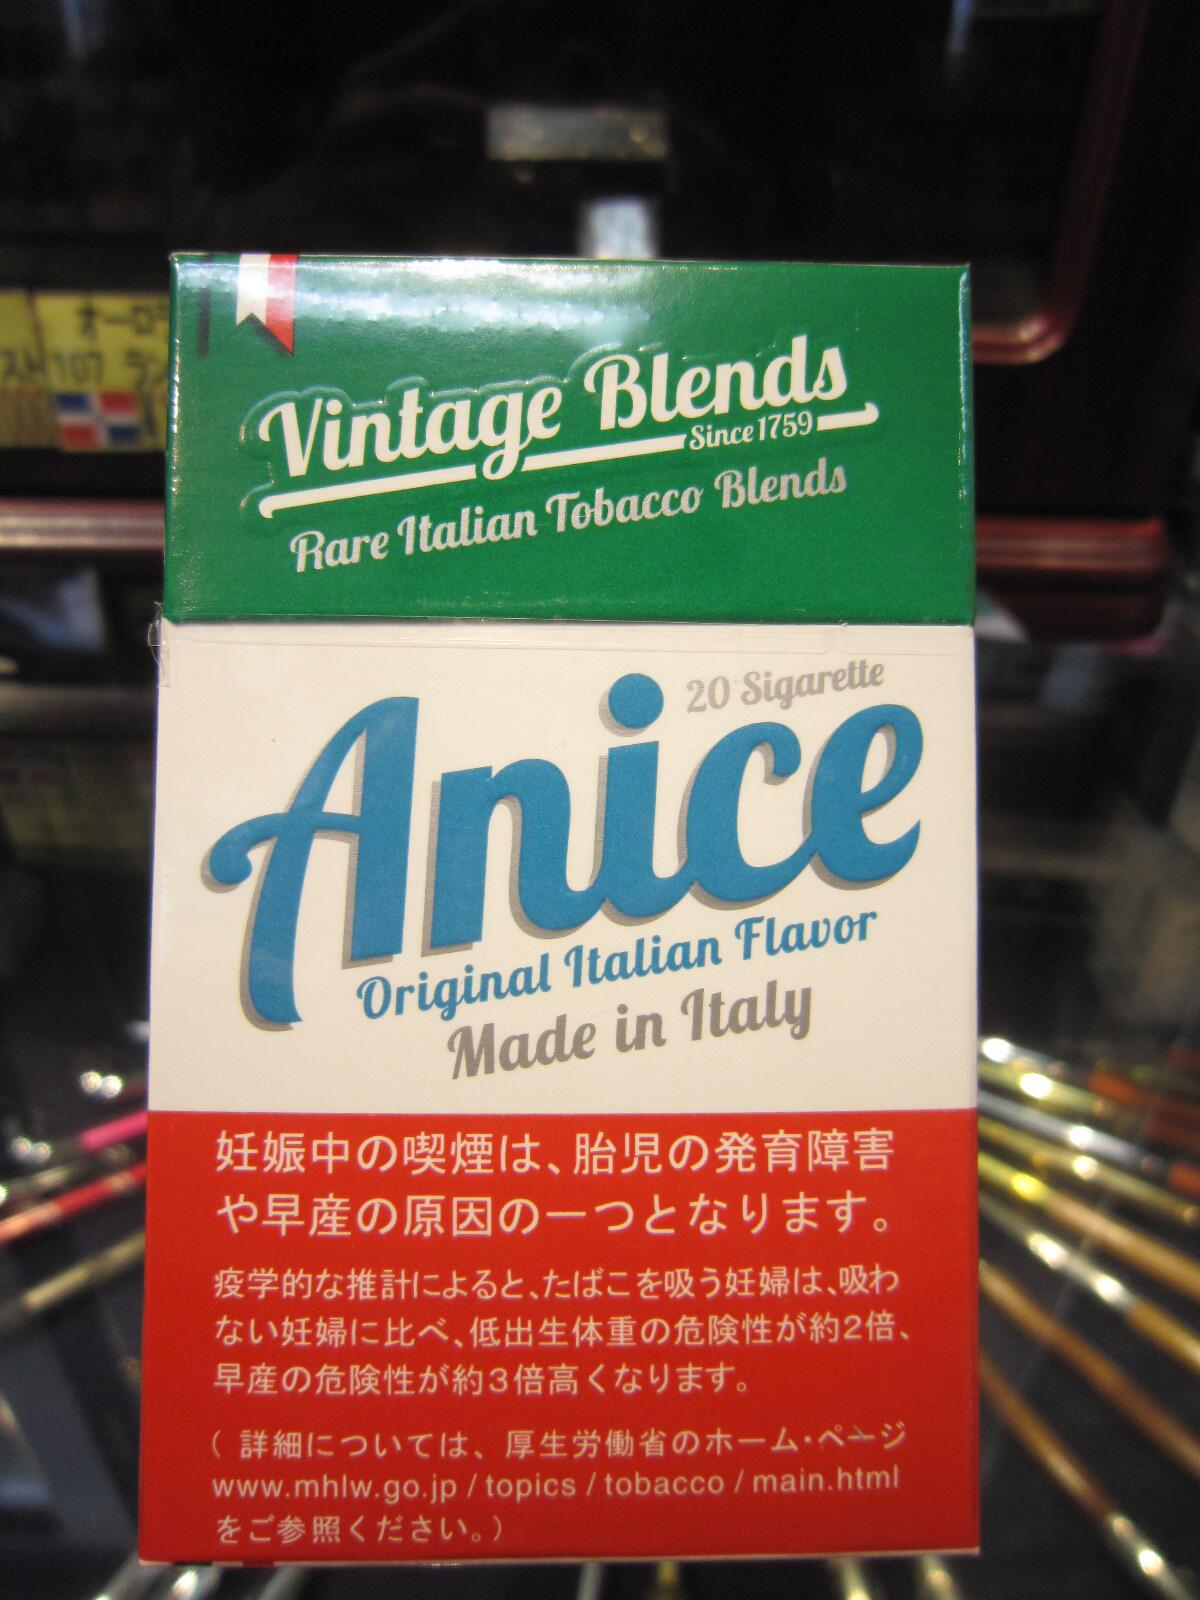 オーロラ
107
Vintage Blends
Since 1759
Rare Italian Tobacco Blends
20 Sigarette
Anice
Original Italian Flavor
Made in Italy
妊娠中の喫煙は、胎児の発育障害
や早産の原因の一つとなります。
疫学的な推計によると、たばこを吸う妊婦は、吸わ
ない妊婦に比べ、低出生体重の危険性が約2倍、
早産の危険性が約3倍高くなります。
( 詳細については、厚生労働省のホーム・ページ
www.mhlw.go.jp / topics / tobacco / main.html
をご参照ください。)